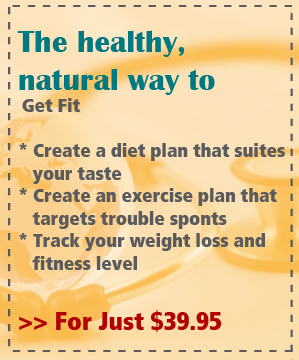 The healthy,
natural way to
Get Fit
* Create a diet plan that suites
your taste
* Create an exercise plan that
targets trouble sponts
* Track your weight loss and
fitness level
>> For Just $39.95